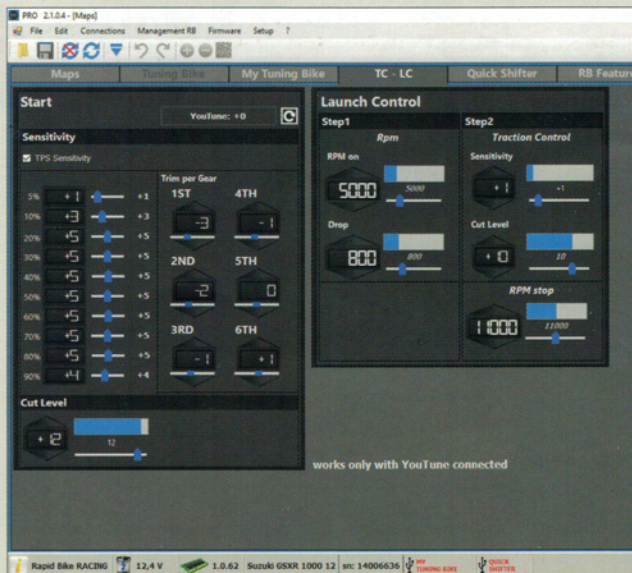 PRO 2.1.0.4 - [Maps]
File Edit Connections Management RB Firmware Setup ?
Maps Tuning Bike My Tuning Bike TC - LC Quick Shifter RB Feature
Start
YouTune: +0
Sensitivity
TPS Sensitivity
5% +1 +1
10% +3 +3
20% +5 +5
30% +5 +5
40% +5 +5
50% +5 +5
60% +5 +5
70% +5 +5
80% +5 +5
90% +4 +4
Trim per Gear
1ST 4TH
-3 -1
2ND 5TH
-2 0
3RD 6TH
-1 +1
Cut Level
+12
12
Launch Control
Step1
Rpm
RPM on
5000
5000
Drop
800
800
Step2
Traction Control
Sensitivity
+1
+1
Cut Level
+10
10
RPM stop
11000
11000
works only with YouTune connected
Rapid Bike RACING 12,4 V 1.0.62 Suzuki GSXR 1000 12 sn: 14006636 MY TUNING BIKE QUICK SHIFTER